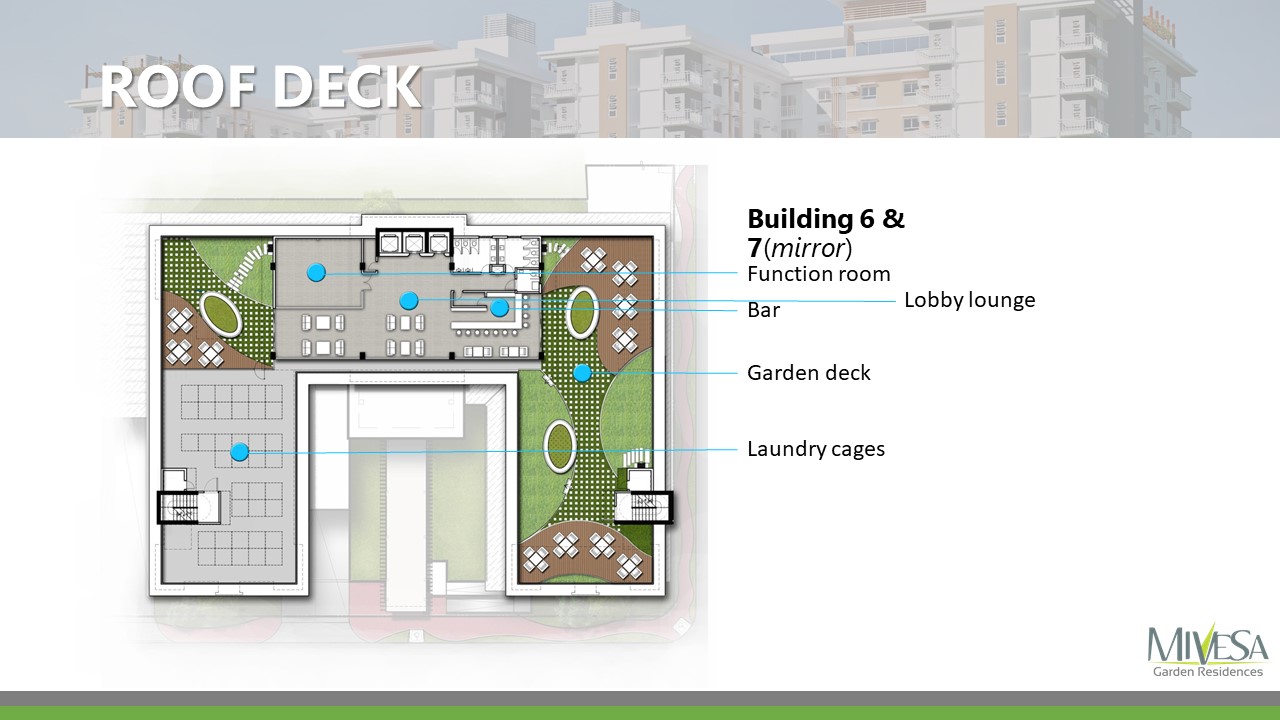 ROOF DECK
Building 6 &
7(mirror)
Function room
Lobby lounge
Bar
Garden deck
Laundry cages
MIVESA
Garden Residences